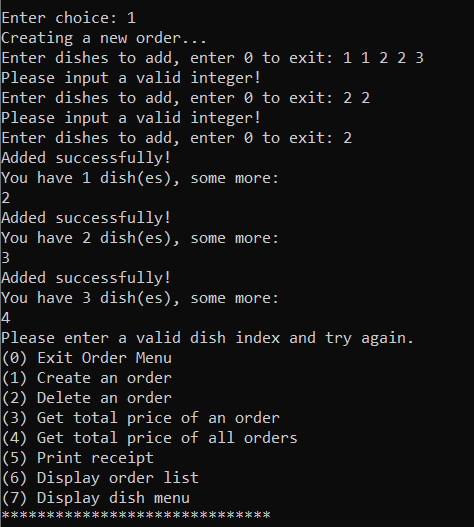 Enter choice: 1
Creating a new order...
Enter dishes to add, enter 0 to exit: 1 1 2 2 3
Please input a valid integer!
Enter dishes to add, enter 0 to exit: 2 2
Please input a valid integer!
Enter dishes to add, enter 0 to exit: 2
Added successfully!
You have 1 dish(es), some more:
2
Added successfully!
You have 2 dish(es), some more:
3
Added successfully!
You have 3 dish(es), some more:
4
Please enter a valid dish index and try again.
(0) Exit Order Menu
(1) Create an order
(2) Delete an order
(3) Get total price of an order
(4) Get total price of all orders
(5) Print receipt
(6) Display order list
(7) Display dish menu
******************************